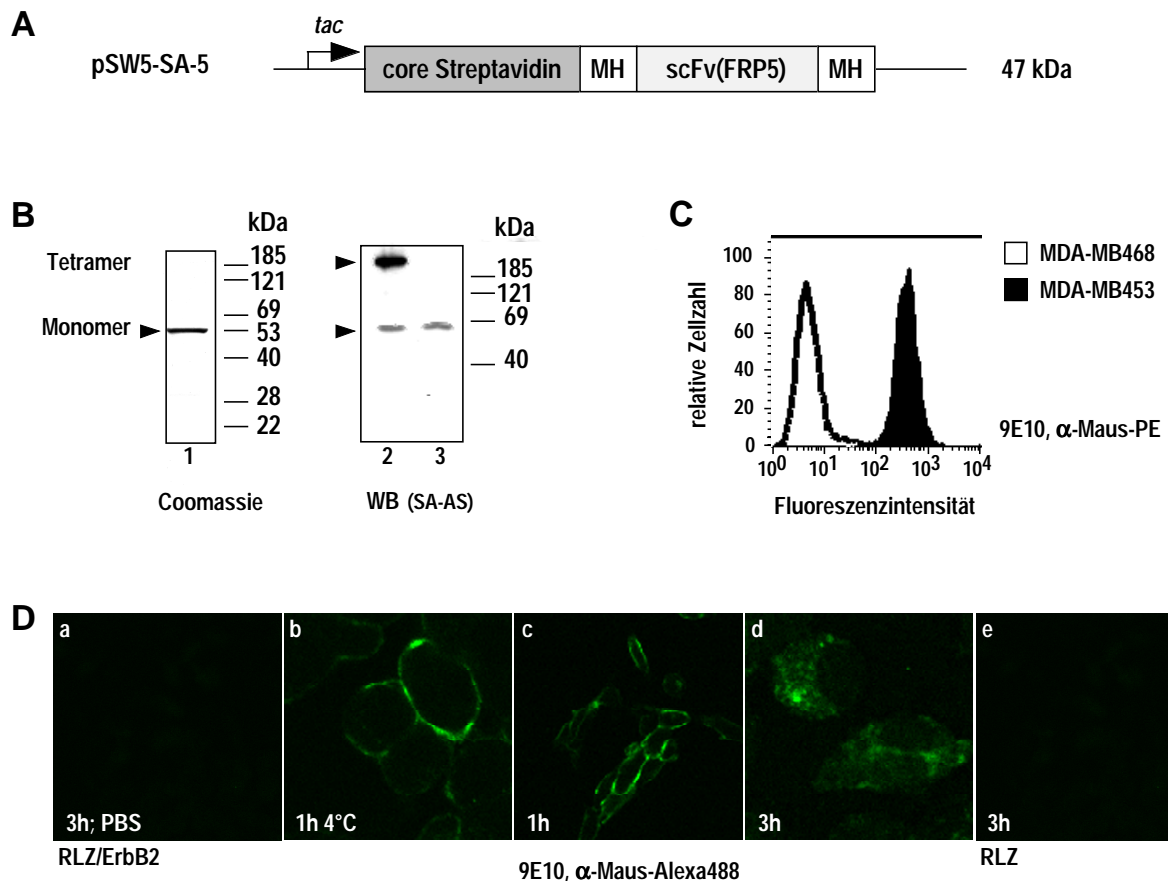 A
tac
pSW5-SA-5
core Streptavidin MH scFv(FRP5) MH
47 kDa
B
kDa
Tetramer
Monomer
185
121
69
53
40
28
22
1
Coomassie
kDa
185
121
69
40
2 3
WB (SA-AS)
C
relative Zellzahl
100
80
60
40
20
0
10⁰ 10¹ 10² 10³ 10⁴
Fluoreszenzintensität
MDA-MB468
MDA-MB453
9E10, α-Maus-PE
D
a
3h; PBS
b
1h 4°C
c
1h
d
3h
e
3h
RLZ/ErbB2
9E10, α-Maus-Alexa488
RLZ